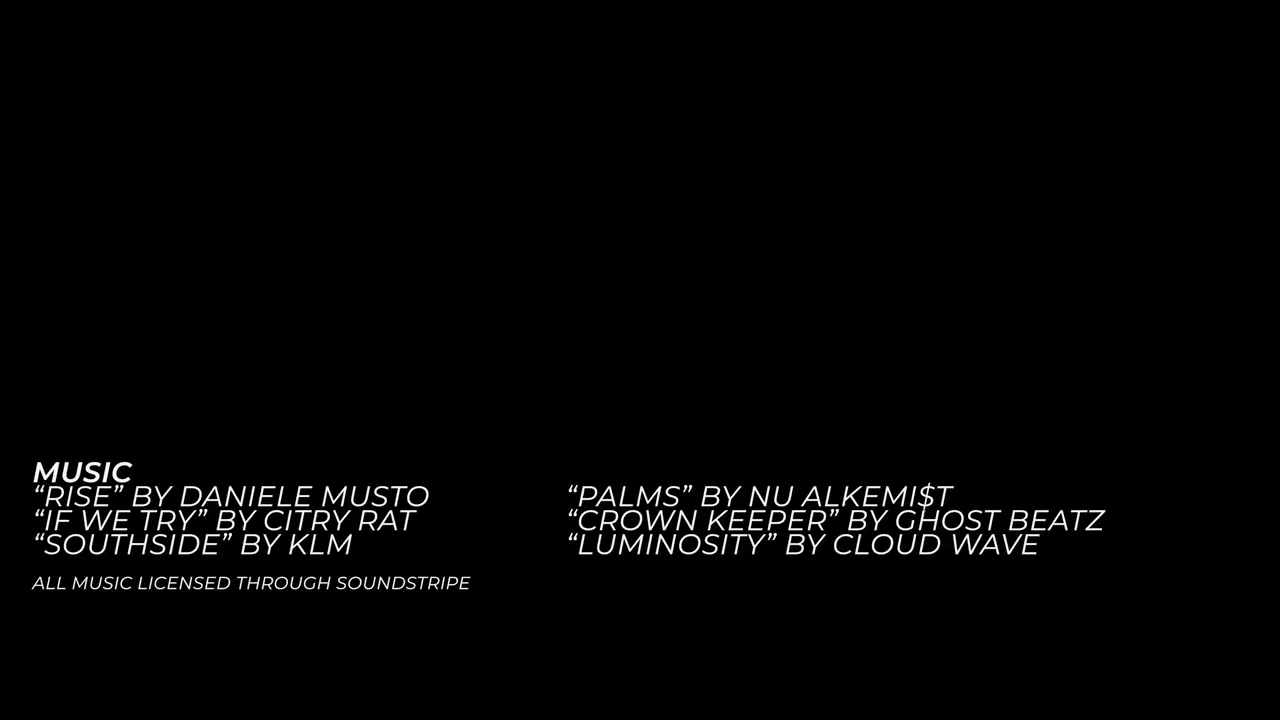 MUSIC
“RISE” BY DANIELE MUSTO
“IF WE TRY” BY CITRY RAT
“SOUTHSIDE” BY KLM
“PALMS” BY NU ALKEMI$T
“CROWN KEEPER” BY GHOST BEATZ
“LUMINOSITY” BY CLOUD WAVE
ALL MUSIC LICENSED THROUGH SOUNDSTRIPE